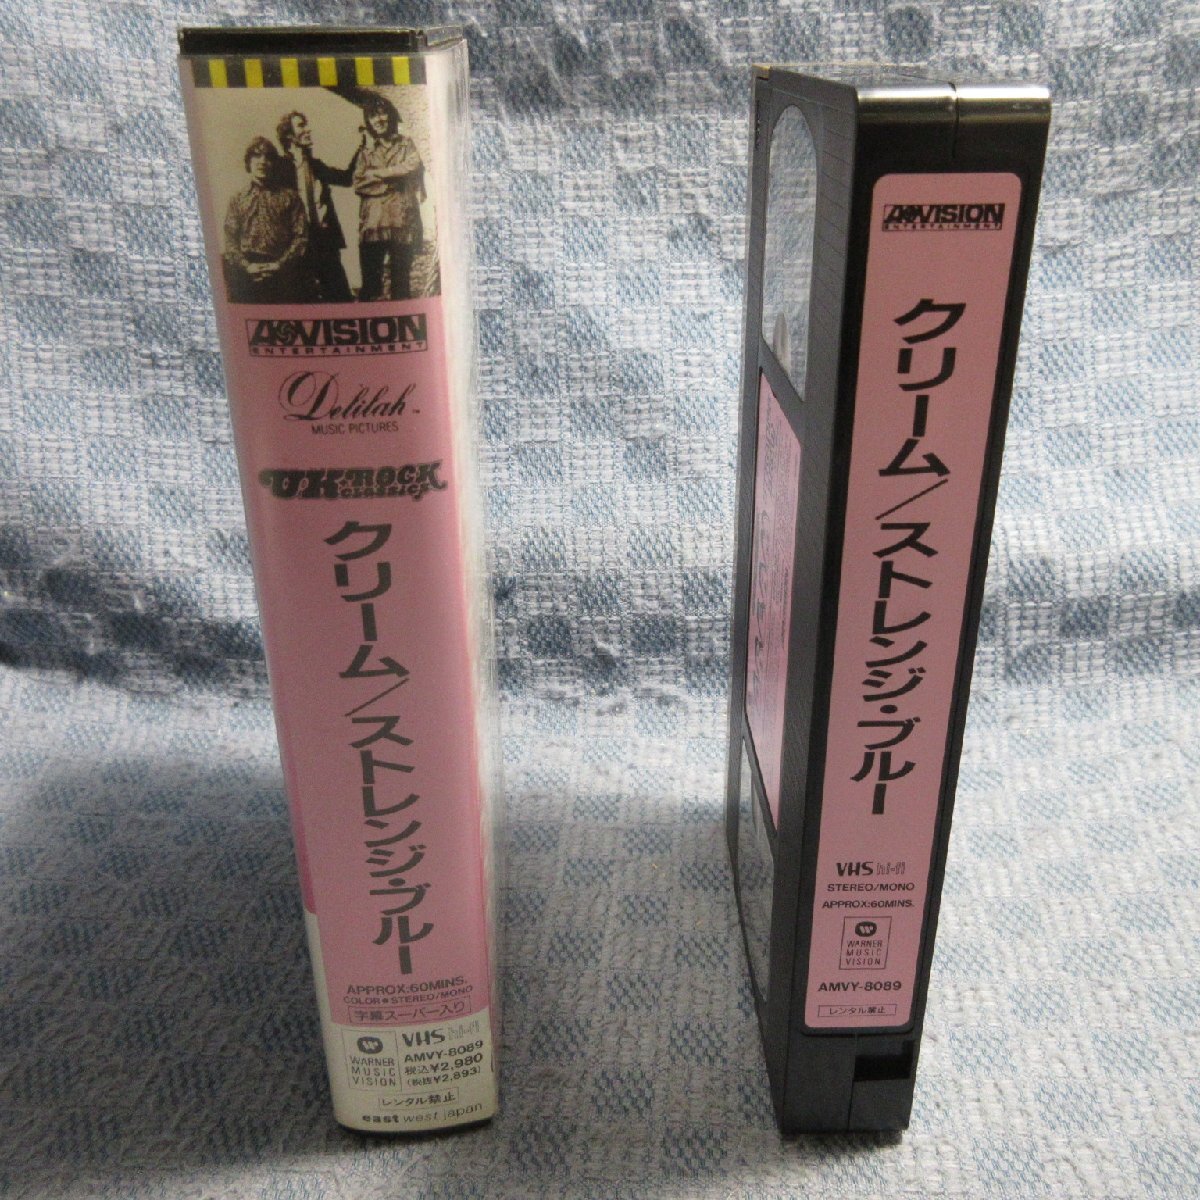 A*VISION
ENTERTAINMENT
Delilah™
MUSIC PICTURES
UK ROCK
Classics
クリーム/ストレンジ・ブルー
APPROX:60MINS.
COLOR●STEREO/MONO
字幕スーパー入り
WARNER
MUSIC
VISION
VHS hi-fi
AMVY-8089
税込¥2,980
(税抜¥2,893)
レンタル禁止
east west japan
A*VISION
ENTERTAINMENT
クリーム/ストレンジ・ブルー
VHS hi-fi
STEREO/MONO
APPROX:60MINS.
WARNER
MUSIC
VISION
AMVY-8089
レンタル禁止